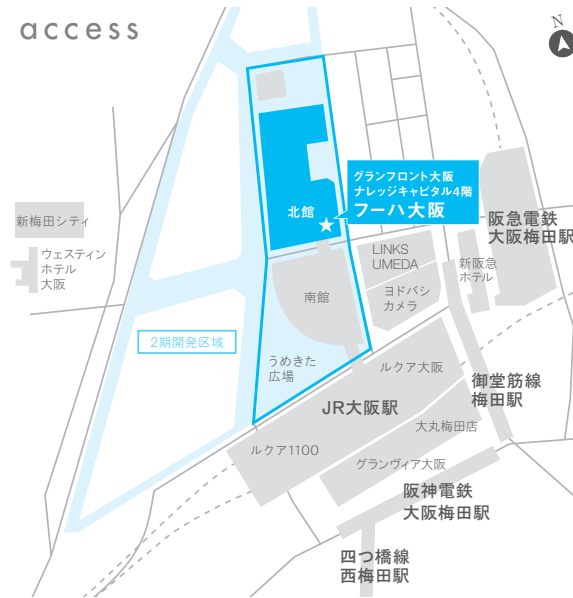 access
N
グランフロント大阪
ナレッジキャピタル4階
フーハ大阪
北館
新梅田シティ
ウェスティン
ホテル
大阪
LINKS
UMEDA
ヨドバシ
カメラ
新阪急
ホテル
阪急電鉄
大阪梅田駅
南館
2期開発区域
うめきた
広場
ルクア大阪
御堂筋線
梅田駅
JR大阪駅
大丸梅田店
ルクア1100
グランヴィア大阪
阪神電鉄
大阪梅田駅
四つ橋線
西梅田駅